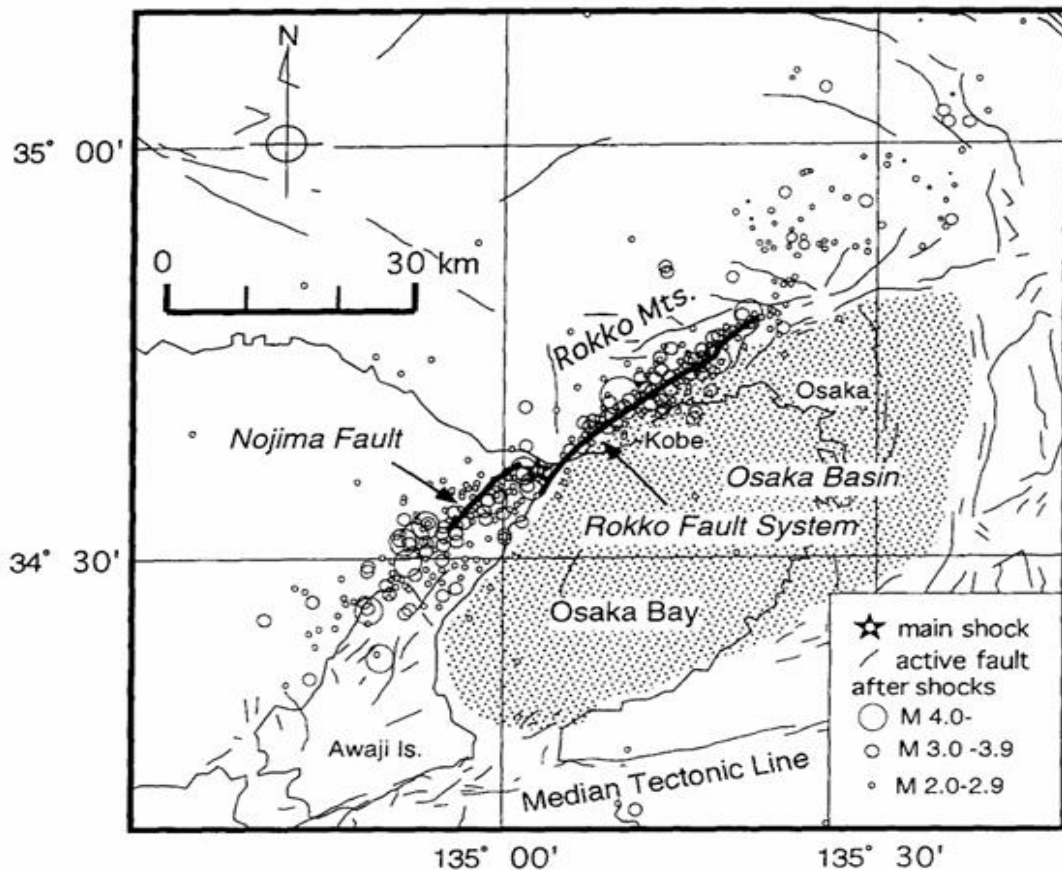 N
35° 00'
0 30 km
Rokko Mts.
Osaka
Nojima Fault
~Kobe
Osaka Basin
Rokko Fault System
34° 30'
Osaka Bay
main shock
active fault
after shocks
M 4.0-
M 3.0 -3.9
M 2.0-2.9
Awaji Is.
Median Tectonic Line
135° 00' 135° 30'